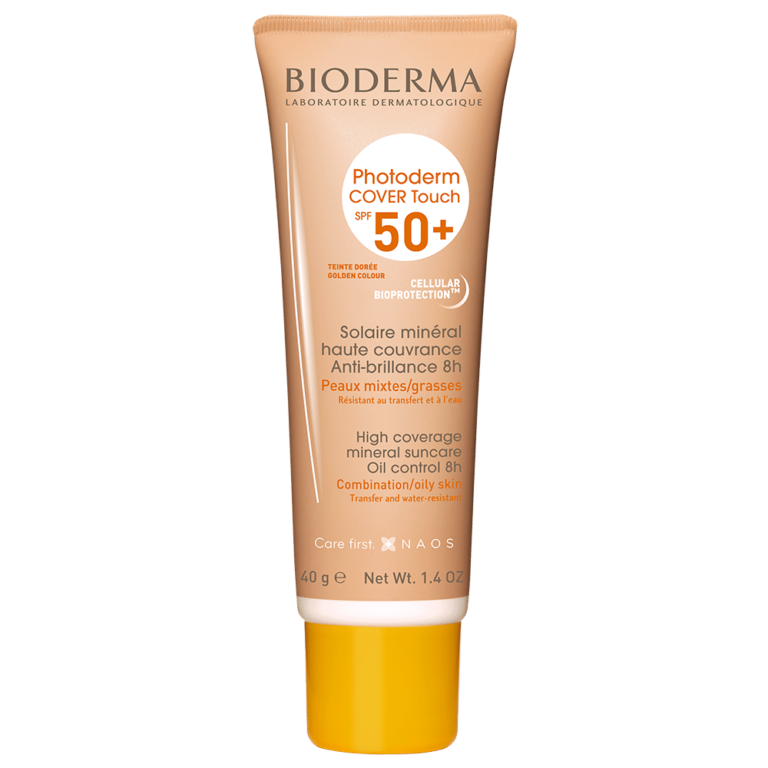 BIODERMA
LABORATOIRE DERMATOLOGIQUE
Photoderm
COVER Touch
SPF 50+
TEINTE DORÉE
GOLDEN COLOUR
CELLULAR
BIOPROTECTION™
Solaire minéral
haute couvrance
Anti-brillance 8h
Peaux mixtes/grasses
Résistant au transfert et à l'eau
High coverage
mineral suncare
Oil control 8h
Combination/oily skin
Transfer and water-resistant
Care first. NAOS
40 g e Net Wt. 1.4 OZ